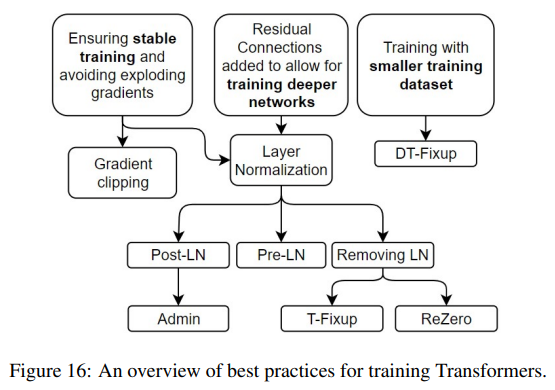 Ensuring stable
training and
avoiding exploding
gradients
Residual
Connections
added to allow for
training deeper
networks
Training with
smaller training
dataset
Gradient
clipping
Layer
Normalization
DT-Fixup
Post-LN
Pre-LN
Removing LN
Admin
T-Fixup
ReZero
Figure 16: An overview of best practices for training Transformers.